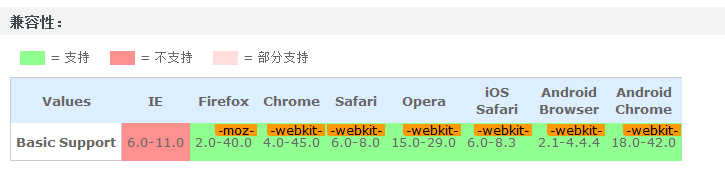 兼容性：
= 支持 = 不支持 = 部分支持
Values IE Firefox Chrome Safari Opera iOS Safari Android Browser Android Chrome
-moz- -webkit- -webkit- -webkit- -webkit- -webkit- -webkit-
Basic Support 6.0-11.0 2.0-40.0 4.0-45.0 6.0-8.0 15.0-29.0 6.0-8.3 2.1-4.4.4 18.0-42.0